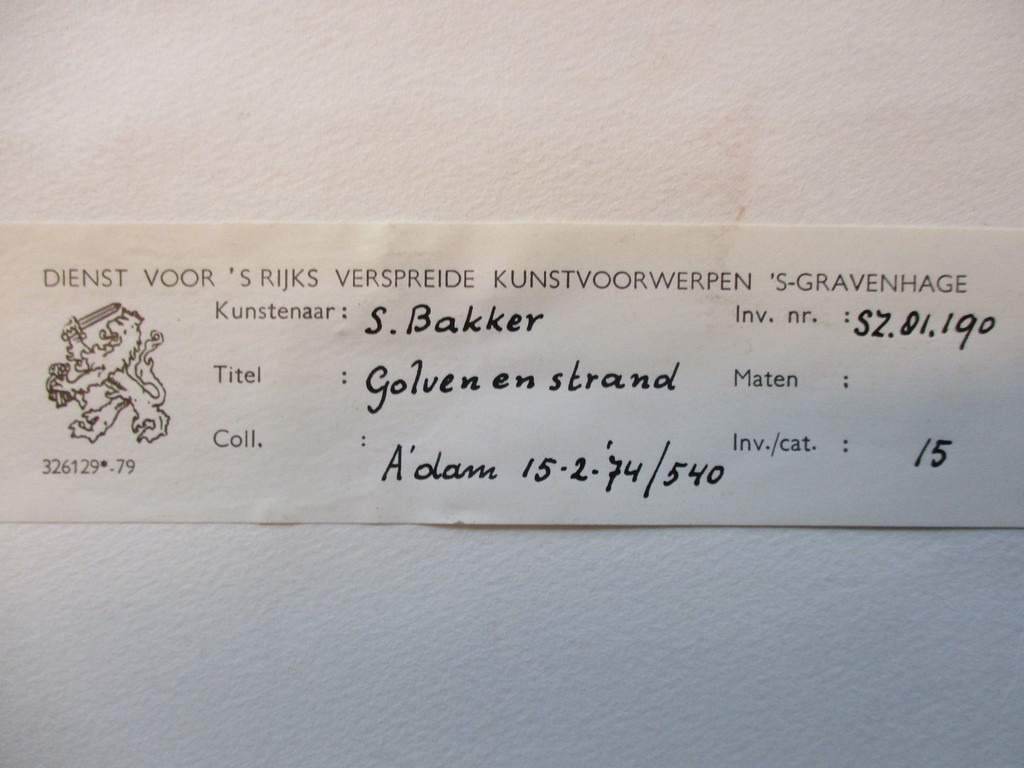 DIENST VOOR 'S RIJKS VERSPREIDE KUNSTVOORWERPEN 'S-GRAVENHAGE
Kunstenaar: S. Bakker Inv. nr. : SZ.81.190
Titel : Golven en strand Maten :
Coll. : A'dam 15-2-'74/540 Inv./cat. : 15
326129*-79